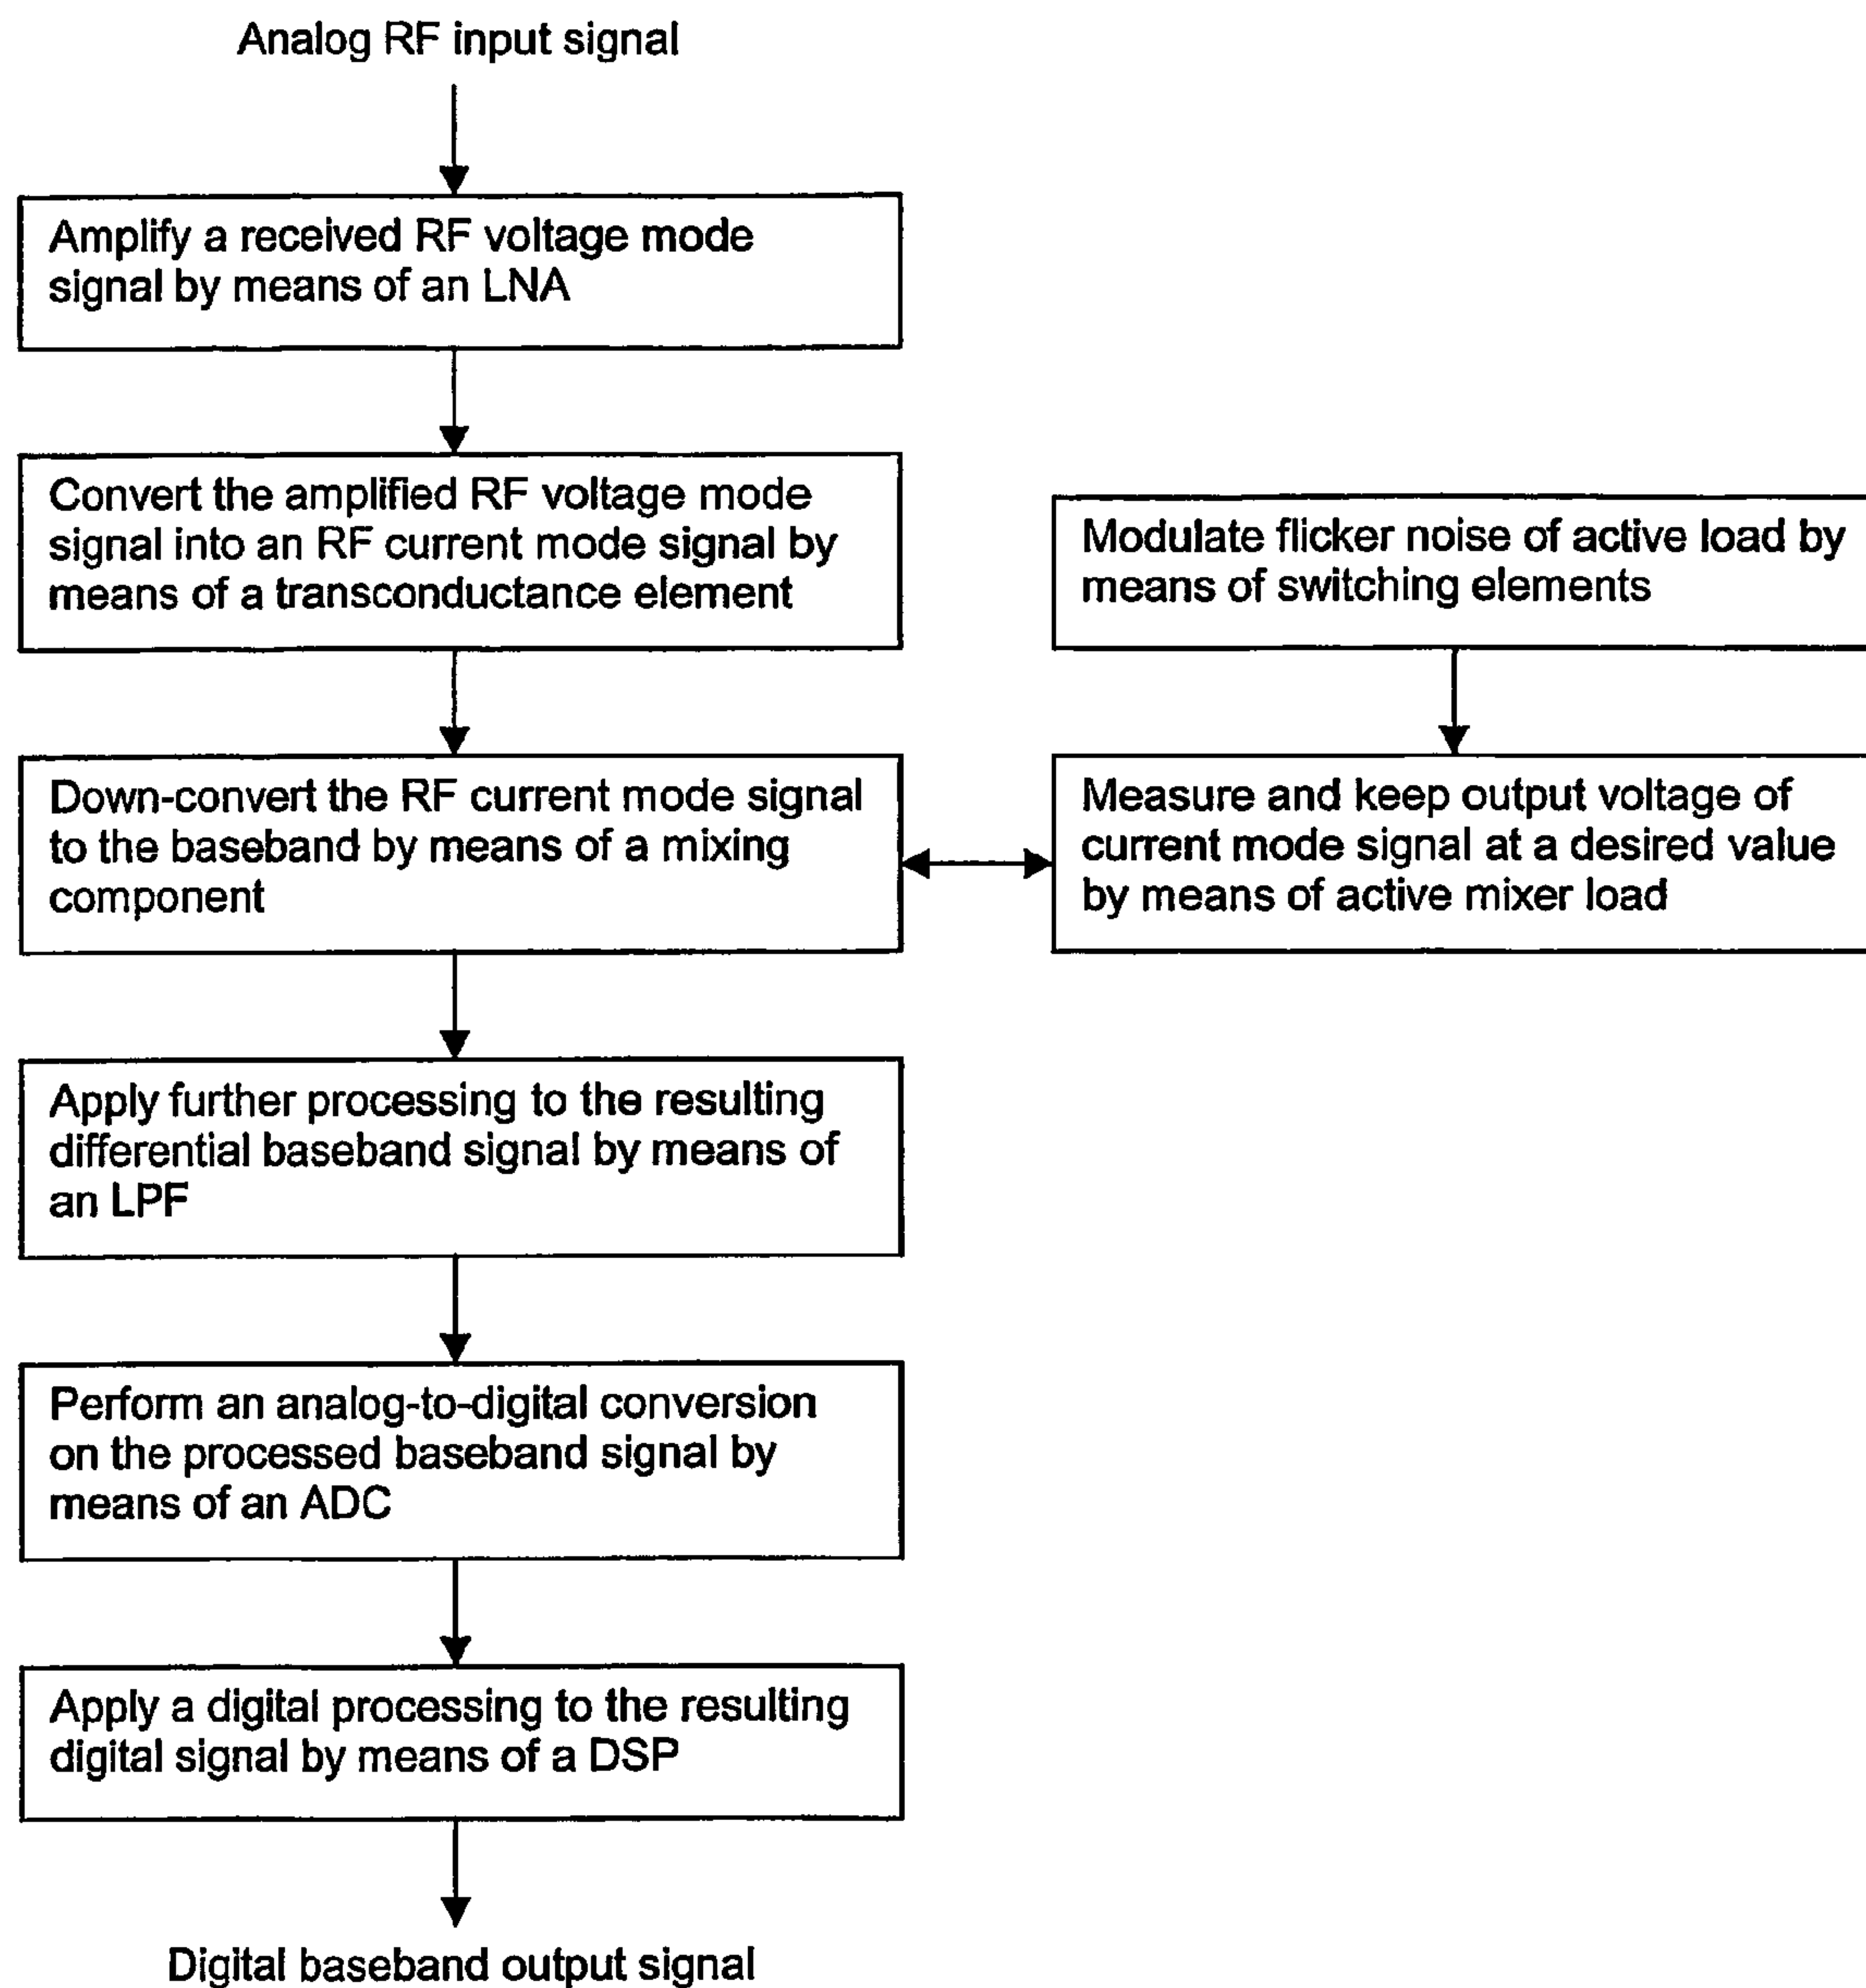 Analog RF input signal
Amplify a received RF voltage mode
signal by means of an LNA
Convert the amplified RF voltage mode
signal into an RF current mode signal by
means of a transconductance element
Modulate flicker noise of active load by
means of switching elements
Down-convert the RF current mode signal
to the baseband by means of a mixing
component
Measure and keep output voltage of
current mode signal at a desired value
by means of active mixer load
Apply further processing to the resulting
differential baseband signal by means of
an LPF
Perform an analog-to-digital conversion
on the processed baseband signal by
means of an ADC
Apply a digital processing to the resulting
digital signal by means of a DSP
Digital baseband output signal